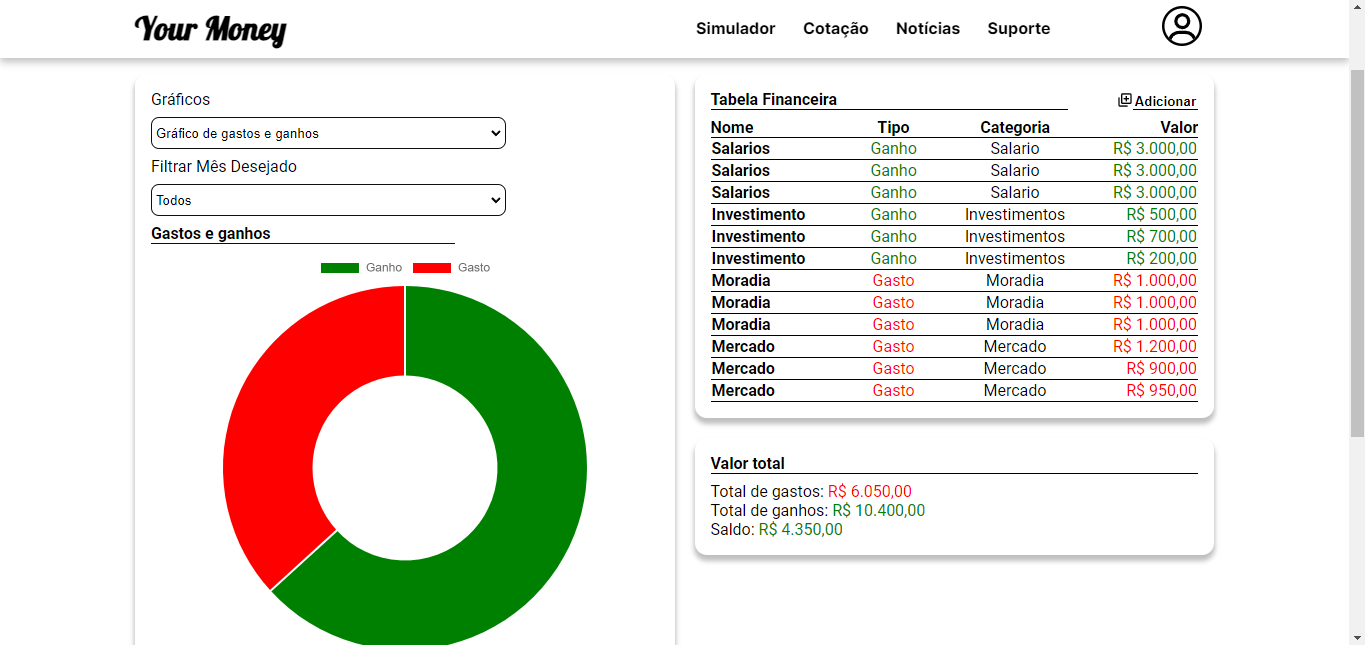 Your Money
Simulador Cotação Notícias Suporte
Gráficos
Gráfico de gastos e ganhos
Filtrar Mês Desejado
Todos
Gastos e ganhos
Ganho Gasto
Tabela Financeira Adicionar
Nome Tipo Categoria Valor
Salarios Ganho Salario R$ 3.000,00
Salarios Ganho Salario R$ 3.000,00
Salarios Ganho Salario R$ 3.000,00
Investimento Ganho Investimentos R$ 500,00
Investimento Ganho Investimentos R$ 700,00
Investimento Ganho Investimentos R$ 200,00
Moradia Gasto Moradia R$ 1.000,00
Moradia Gasto Moradia R$ 1.000,00
Moradia Gasto Moradia R$ 1.000,00
Mercado Gasto Mercado R$ 1.200,00
Mercado Gasto Mercado R$ 900,00
Mercado Gasto Mercado R$ 950,00
Valor total
Total de gastos: R$ 6.050,00
Total de ganhos: R$ 10.400,00
Saldo: R$ 4.350,00